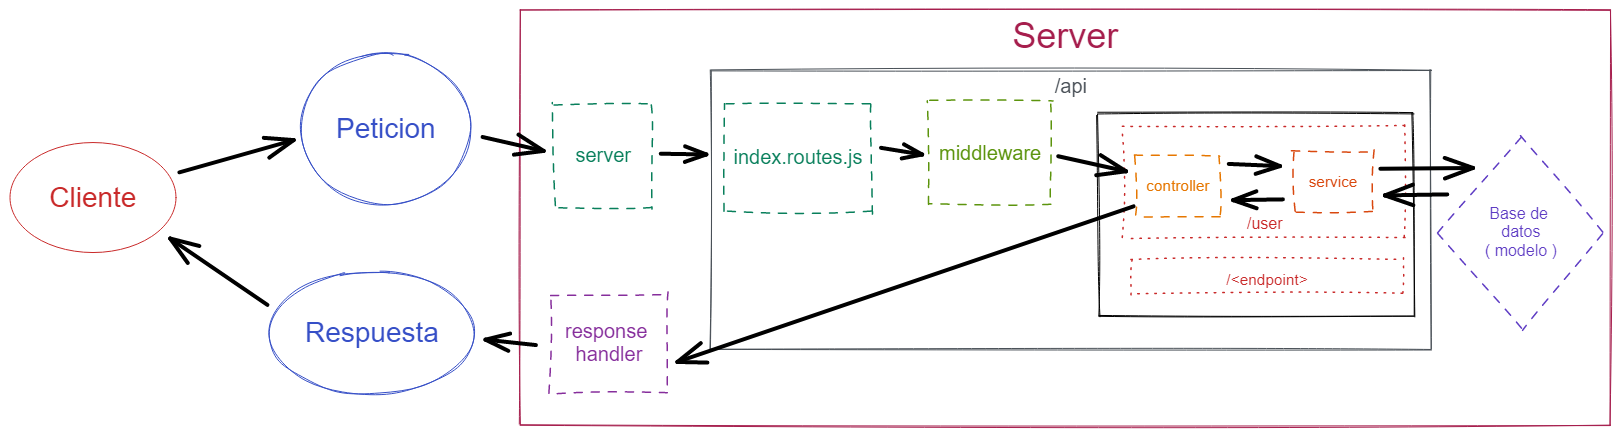 Server
/api
Peticion
server
index.routes.js
middleware
controller
service
/user
/<endpoint>
Base de
datos
( modelo )
Cliente
Respuesta
response
handler